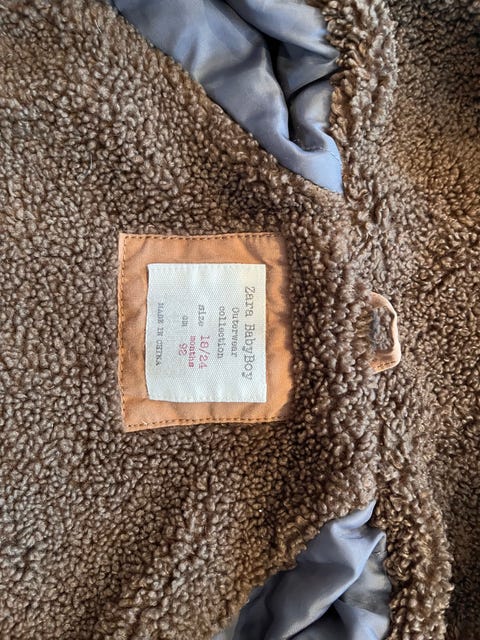 Zara BabyBoy
Outerwear
collection
size 18/24 months
cm 92
MADE IN CHINA